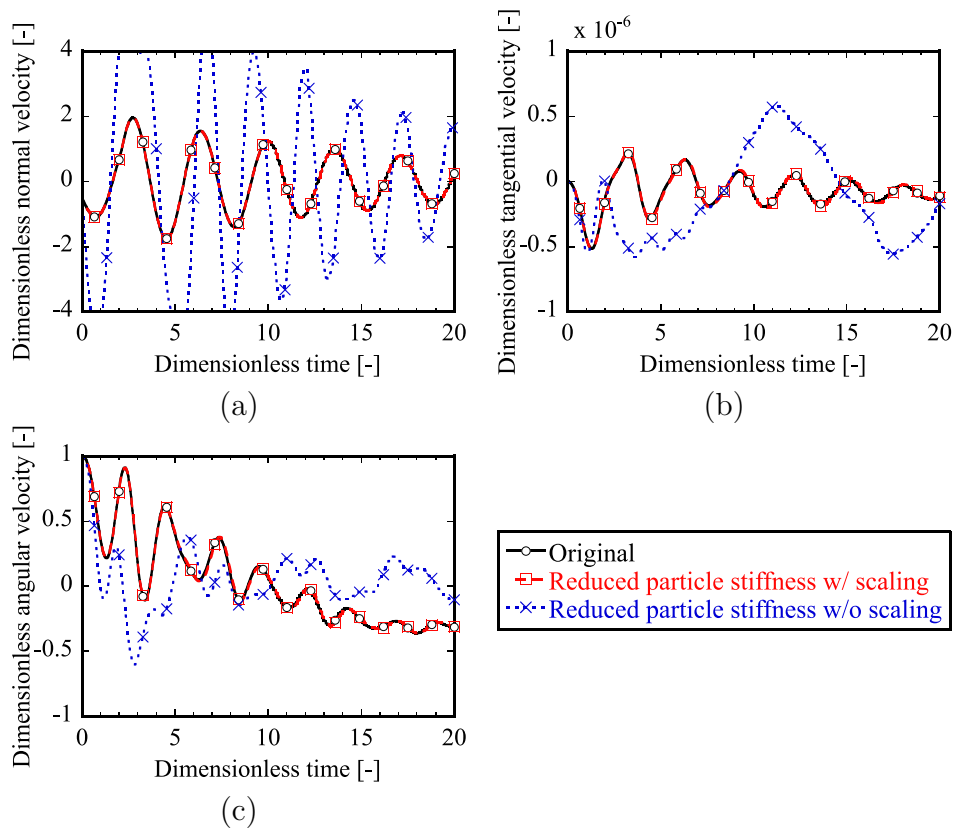 Dimensionless normal velocity [-]
4
2
0
-2
-4
0 5 10 15 20
Dimensionless time [-]
(a)
x 10^-6
Dimensionless tangential velocity [-]
1
0.5
0
-0.5
-1
0 5 10 15 20
Dimensionless time [-]
(b)
Dimensionless angular velocity [-]
1
0.5
0
-0.5
-1
0 5 10 15 20
Dimensionless time [-]
(c)
Original
Reduced particle stiffness w/ scaling
Reduced particle stiffness w/o scaling